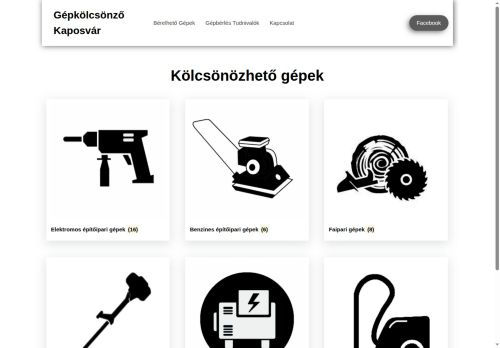 Gépkölcsönző
Kaposvár
Bérelhető Gépek
Gépbérlés Tudnivalók
Kapcsolat
Facebook
Kölcsönözhető gépek
Elektromos építőipari gépek (16)
Benzines építőipari gépek (6)
Faipari gépek (8)